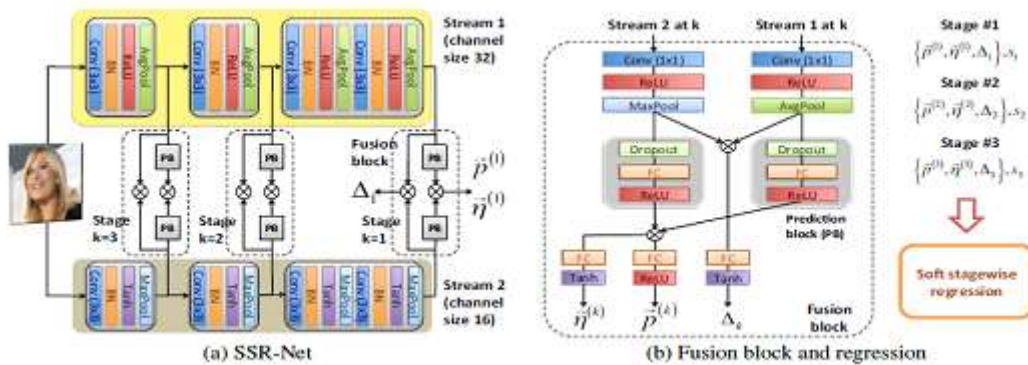 Conv (3x3)
BN
ReLU
AvgPool
Conv (3x3)
BN
ReLU
AvgPool
Conv (3x3)
BN
ReLU
AvgPool
Conv (3x3)
BN
ReLU
AvgPool
Stream 1
(channel
size 32)
PB
PB
Fusion
block
PB
p⃗⁽¹⁾
Δ₁
η⃗⁽¹⁾
Stage
k=3
PB
Stage
k=2
PB
Stage
k=1
PB
Conv (3x3)
BN
Tanh
MaxPool
Conv (3x3)
BN
Tanh
MaxPool
Conv (3x3)
BN
Tanh
MaxPool
Conv (3x3)
BN
Tanh
MaxPool
Stream 2
(channel
size 16)
(a) SSR-Net
Stream 2 at k
Stream 1 at k
Conv (1x1)
Conv (1x1)
ReLU
ReLU
MaxPool
AvgPool
Dropout
Dropout
FC
FC
ReLU
ReLU
Prediction
block (PB)
FC
FC
FC
Tanh
ReLU
Tanh
η⃗⁽ᵏ⁾
p⃗⁽ᵏ⁾
Δₖ
Fusion
block
Stage #1
{p⃗⁽¹⁾, η⃗⁽¹⁾, Δ₁}, s₁
Stage #2
{p⃗⁽²⁾, η⃗⁽²⁾, Δ₂}, s₂
Stage #3
{p⃗⁽³⁾, η⃗⁽³⁾, Δ₃}, s₃
Soft stagewise
regression
(b) Fusion block and regression